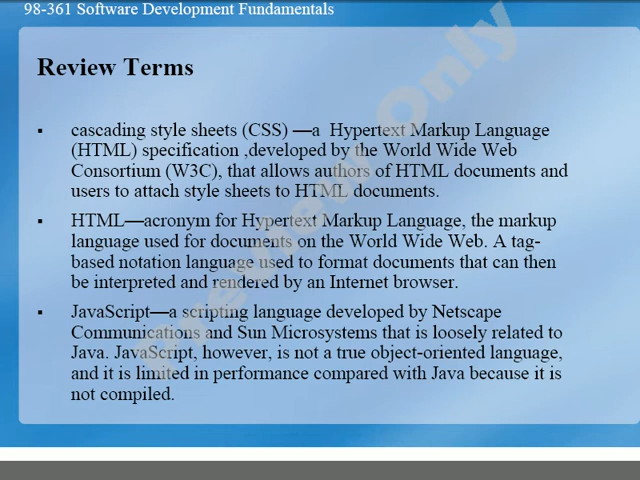 98-361 Software Development Fundamentals
Review Terms
▪ cascading style sheets (CSS) —a Hypertext Markup Language
(HTML) specification ,developed by the World Wide Web
Consortium (W3C), that allows authors of HTML documents and
users to attach style sheets to HTML documents.
▪ HTML—acronym for Hypertext Markup Language, the markup
language used for documents on the World Wide Web. A tag-
based notation language used to format documents that can then
be interpreted and rendered by an Internet browser.
▪ JavaScript—a scripting language developed by Netscape
Communications and Sun Microsystems that is loosely related to
Java. JavaScript, however, is not a true object-oriented language,
and it is limited in performance compared with Java because it is
not compiled.
Preview Only